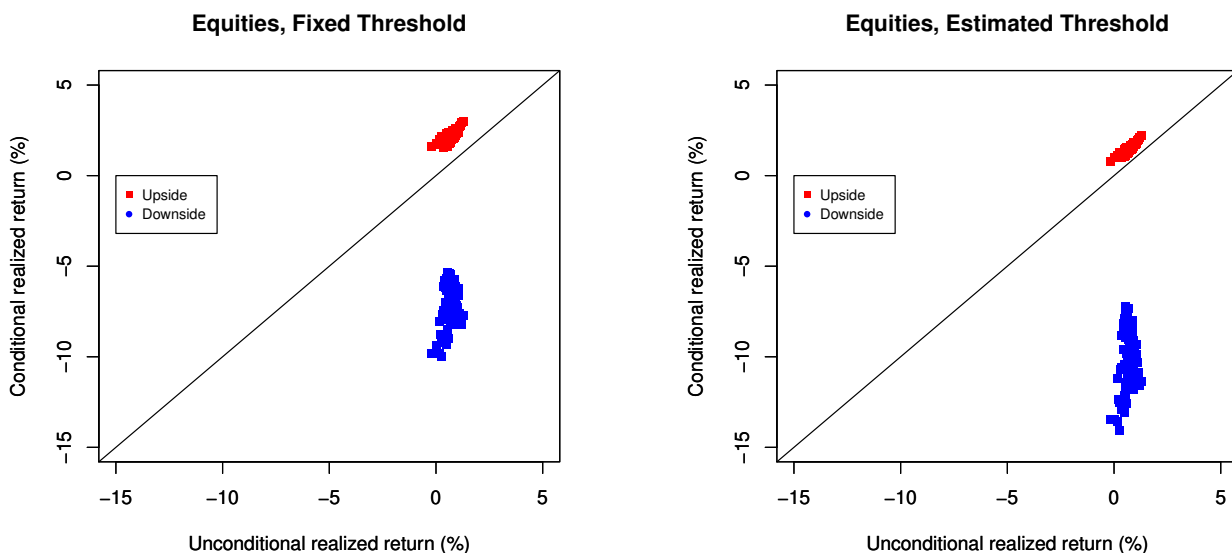 Equities, Fixed Threshold
Conditional realized return (%)
5
0
−5
−10
−15
Upside
Downside
−15
−10
−5
0
5
Unconditional realized return (%)
Equities, Estimated Threshold
Conditional realized return (%)
5
0
−5
−10
−15
Upside
Downside
−15
−10
−5
0
5
Unconditional realized return (%)